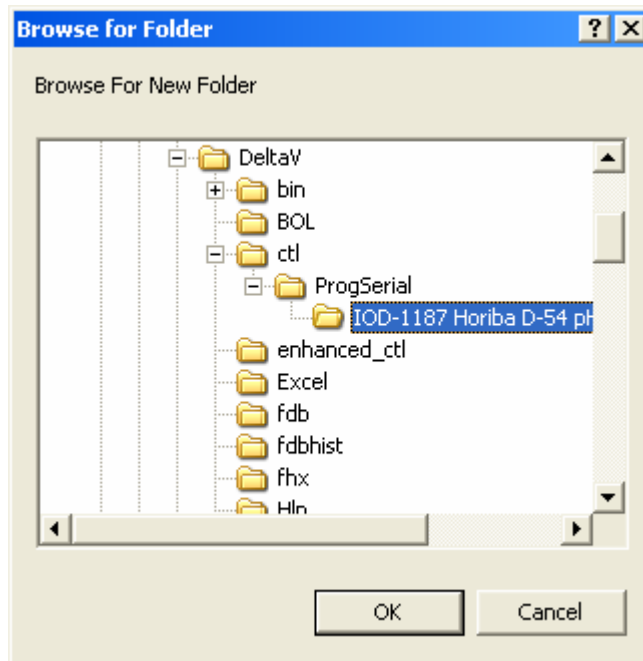 Browse for Folder
Browse For New Folder
DeltaV
bin
BOL
ctl
ProgSerial
IOD-1187 Horiba D-54 pH
enhanced_ctl
Excel
fdb
fdbhist
fhx
Hln
OK
Cancel